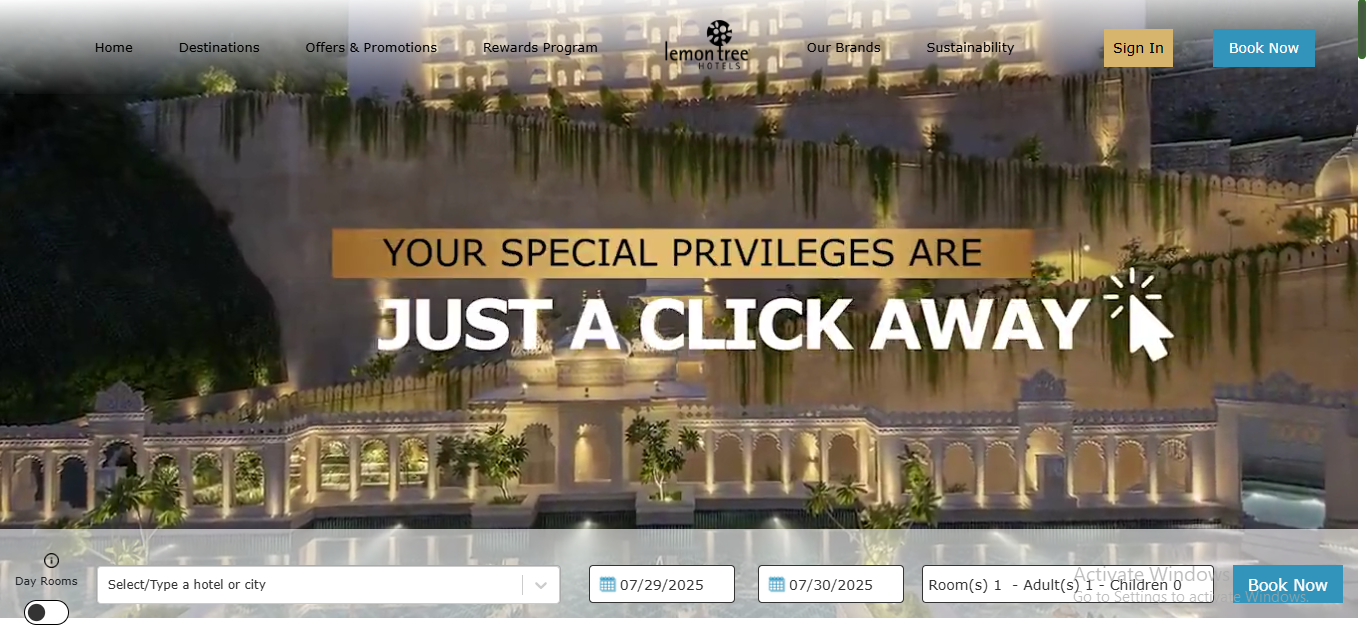 Home
Destinations
Offers & Promotions
Rewards Program
lemontree
HOTELS
Our Brands
Sustainability
Sign In
Book Now
YOUR SPECIAL PRIVILEGES ARE
JUST A CLICK AWAY
Day Rooms
Select/Type a hotel or city
07/29/2025
07/30/2025
Room(s) 1 - Adult(s) 1 - Children 0
Book Now
Activate Windows
Go to Settings to activate Windows.